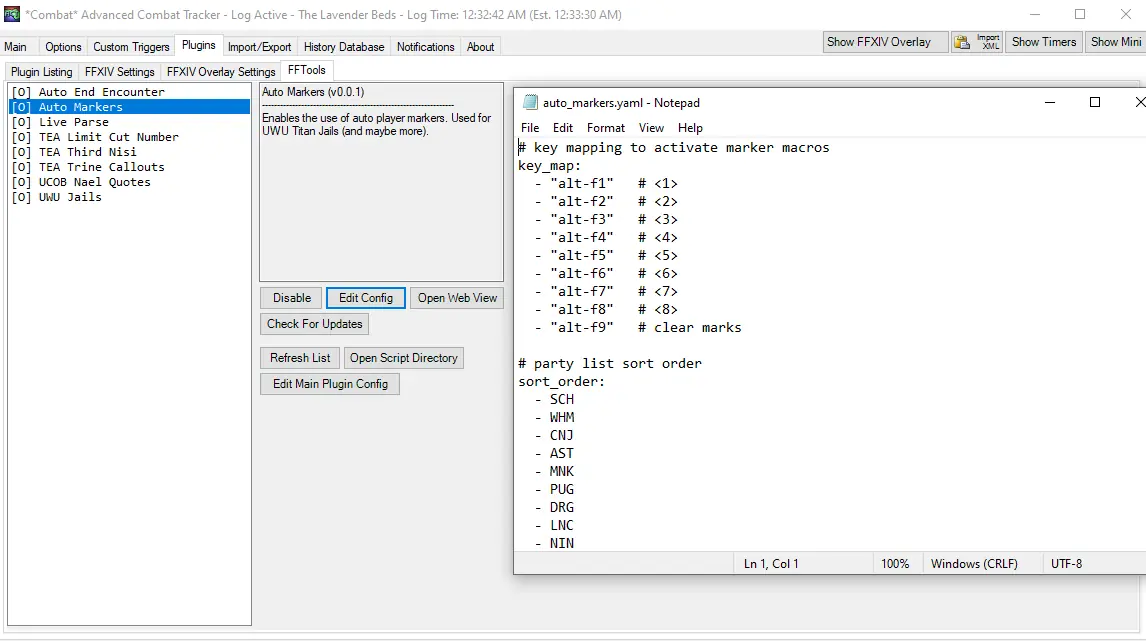 *Combat* Advanced Combat Tracker - Log Active - The Lavender Beds - Log Time: 12:32:42 AM (Est. 12:33:30 AM)
Main Options Custom Triggers Plugins Import/Export History Database Notifications About
Show FFXIV Overlay Import XML Show Timers Show Mini
Plugin Listing FFXIV Settings FFXIV Overlay Settings FFTools
[O] Auto End Encounter
[O] Auto Markers
[O] Live Parse
[O] TEA Limit Cut Number
[O] TEA Third Nisi
[O] TEA Trine Callouts
[O] UCOB Nael Quotes
[O] UWU Jails
Auto Markers (v0.0.1)
------------------------------------------------------------
Enables the use of auto player markers. Used for
UWU Titan Jails (and maybe more).
Disable Edit Config Open Web View
Check For Updates
Refresh List Open Script Directory
Edit Main Plugin Config
auto_markers.yaml - Notepad
File Edit Format View Help
# key mapping to activate marker macros
key_map:
- "alt-f1" # <1>
- "alt-f2" # <2>
- "alt-f3" # <3>
- "alt-f4" # <4>
- "alt-f5" # <5>
- "alt-f6" # <6>
- "alt-f7" # <7>
- "alt-f8" # <8>
- "alt-f9" # clear marks
# party list sort order
sort_order:
- SCH
- WHM
- CNJ
- AST
- MNK
- PUG
- DRG
- LNC
- NIN
Ln 1, Col 1 100% Windows (CRLF) UTF-8